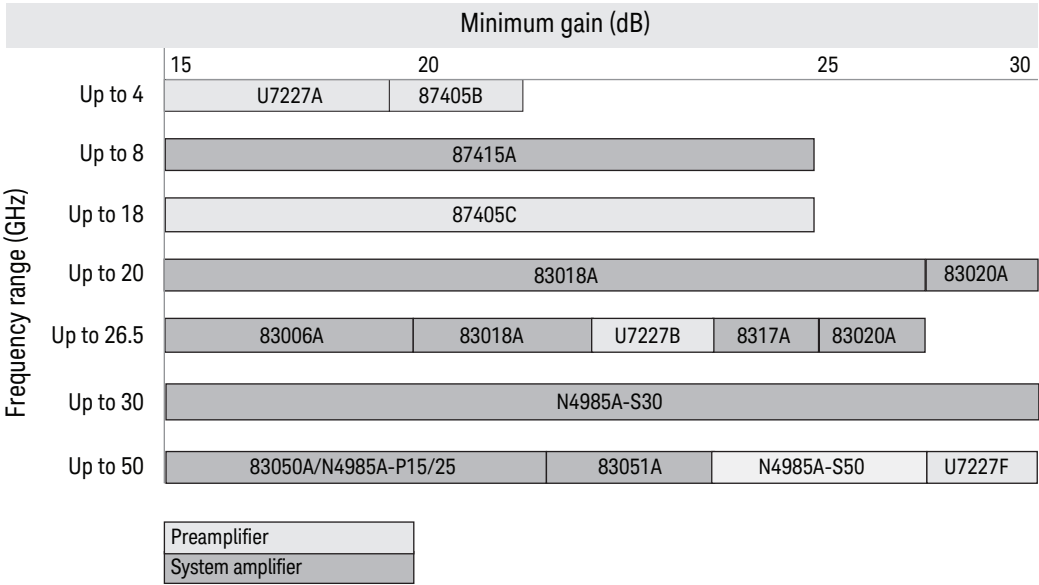 Minimum gain (dB)
15 20 25 30
Up to 4 U7227A 87405B
Up to 8 87415A
Up to 18 87405C
Up to 20 83018A 83020A
Up to 26.5 83006A 83018A U7227B 8317A 83020A
Up to 30 N4985A-S30
Up to 50 83050A/N4985A-P15/25 83051A N4985A-S50 U7227F
Frequency range (GHz)
Preamplifier
System amplifier